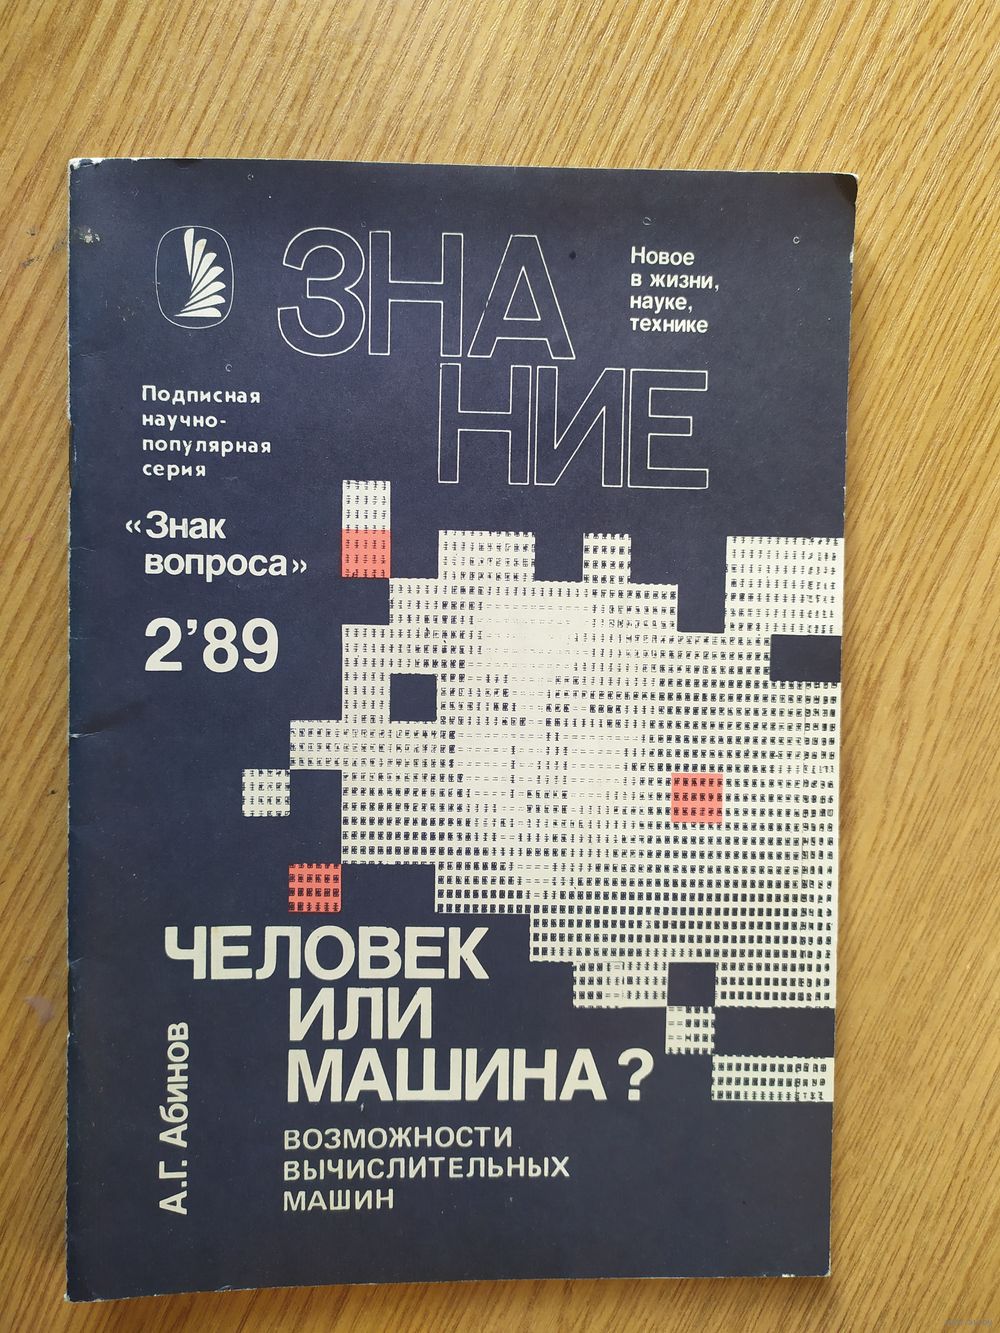 ЗНА
НИЕ
Новое
в жизни,
науке,
технике
Подписная
научно-
популярная
серия
«Знак
вопроса»
2'89
ЧЕЛОВЕК
ИЛИ
МАШИНА?
ВОЗМОЖНОСТИ
ВЫЧИСЛИТЕЛЬНЫХ
МАШИН
А.Г. Абинов